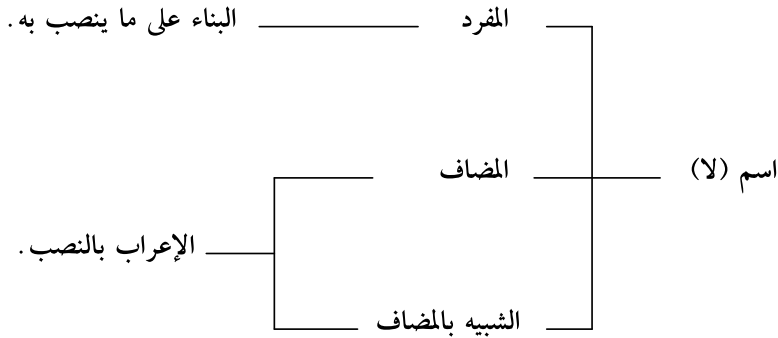 المفرد
البناء على ما ينصب به.
اسم (لا)
المضاف
الإعراب بالنصب.
الشبيه بالمضاف